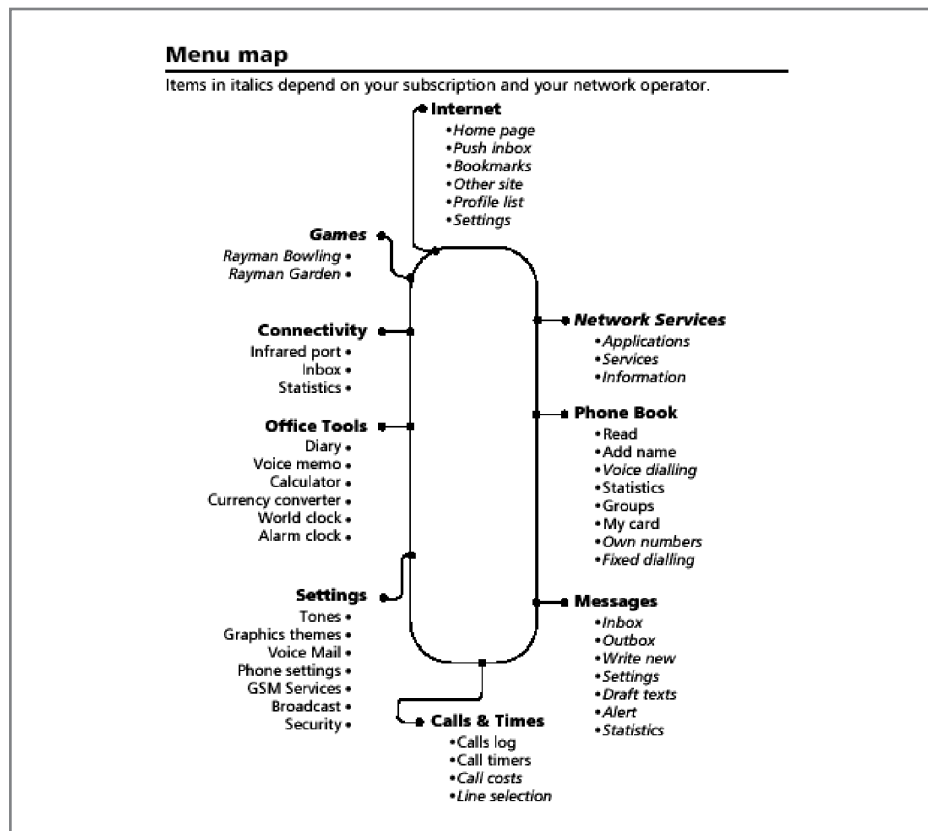 Menu map
Items in italics depend on your subscription and your network operator.
Internet
•Home page
•Push inbox
•Bookmarks
•Other site
•Profile list
•Settings
Games
Rayman Bowling •
Rayman Garden •
Connectivity
Infrared port •
Inbox •
Statistics •
Office Tools
Diary •
Voice memo •
Calculator •
Currency converter •
World clock •
Alarm clock •
Settings
Tones •
Graphics themes •
Voice Mail •
Phone settings •
GSM Services •
Broadcast •
Security •
Network Services
•Applications
•Services
•Information
Phone Book
•Read
•Add name
•Voice dialling
•Statistics
•Groups
•My card
•Own numbers
•Fixed dialling
Messages
•Inbox
•Outbox
•Write new
•Settings
•Draft texts
•Alert
•Statistics
Calls & Times
•Calls log
•Call timers
•Call costs
•Line selection